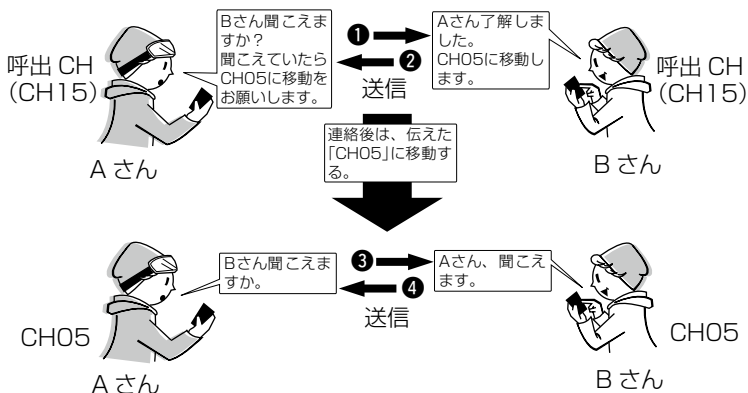 呼出 CH
（CH15）
Bさん聞こえま
すか？
聞こえていたら
CH05に移動を
お願いします。
❶
❷
送信
Aさん了解しま
した。
CH05に移動し
ます。
呼出 CH
（CH15）
A さん
B さん
連絡後は、伝えた
「CH05」に移動す
る。
CH05
Bさん聞こえま
すか。
❸
❹
送信
Aさん、聞こえ
ます。
CH05
A さん
B さん